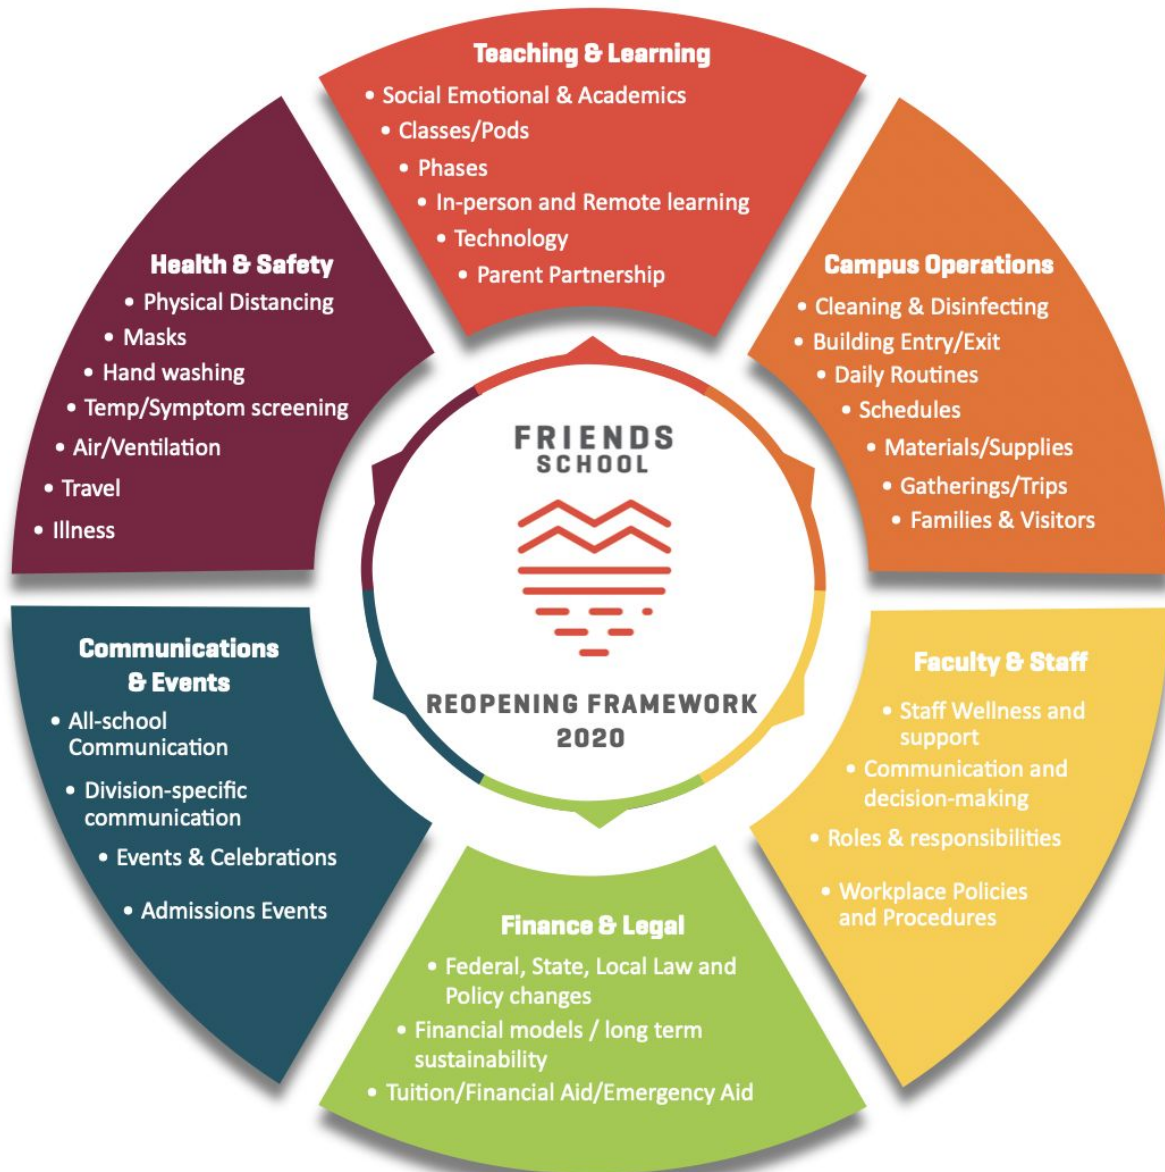 Teaching & Learning
• Social Emotional & Academics
• Classes/Pods
• Phases
• In-person and Remote learning
• Technology
• Parent Partnership
Campus Operations
• Cleaning & Disinfecting
• Building Entry/Exit
• Daily Routines
• Schedules
• Materials/Supplies
• Gatherings/Trips
• Families & Visitors
Faculty & Staff
• Staff Wellness and
support
• Communication and
decision-making
• Roles & responsibilities
• Workplace Policies
and Procedures
Finance & Legal
• Federal, State, Local Law and
Policy changes
• Financial models / long term
sustainability
• Tuition/Financial Aid/Emergency Aid
Communications
& Events
• All-school
Communication
• Division-specific
communication
• Events & Celebrations
• Admissions Events
Health & Safety
• Physical Distancing
• Masks
• Hand washing
• Temp/Symptom screening
• Air/Ventilation
• Travel
• Illness
FRIENDS
SCHOOL
REOPENING FRAMEWORK
2020